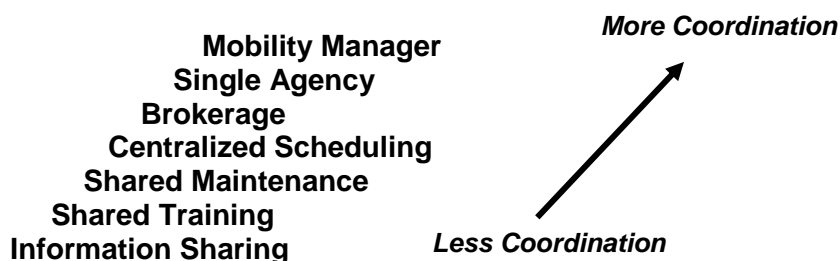 More Coordination
Mobility Manager
Single Agency
Brokerage
Centralized Scheduling
Shared Maintenance
Shared Training
Information Sharing
Less Coordination